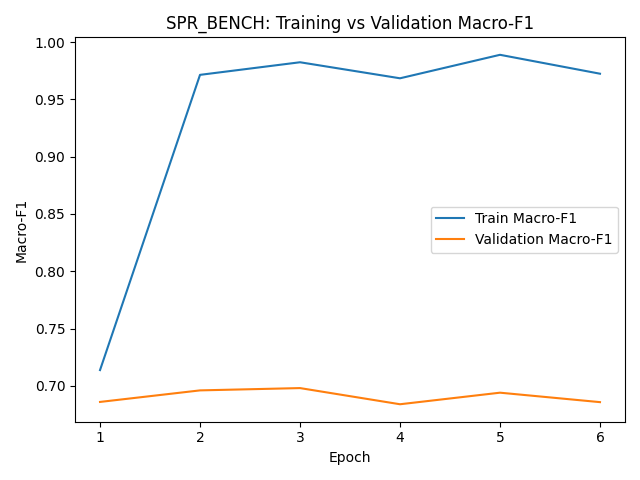 SPR_BENCH: Training vs Validation Macro-F1
1.00
0.95
0.90
0.85
0.80
0.75
0.70
Macro-F1
Train Macro-F1
Validation Macro-F1
1 2 3 4 5 6
Epoch